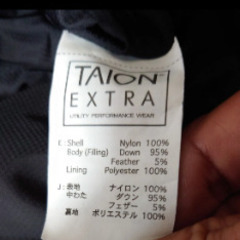 TAION
EXTRA
UTILITY PERFORMANCE WEAR
E : Shell Nylon 100%
Body (Filling) Down 95%
Feather 5%
Lining Polyester 100%
J : 表地 ナイロン 100%
中わた ダウン 95%
フェザー 5%
裏地 ポリエステル 100%